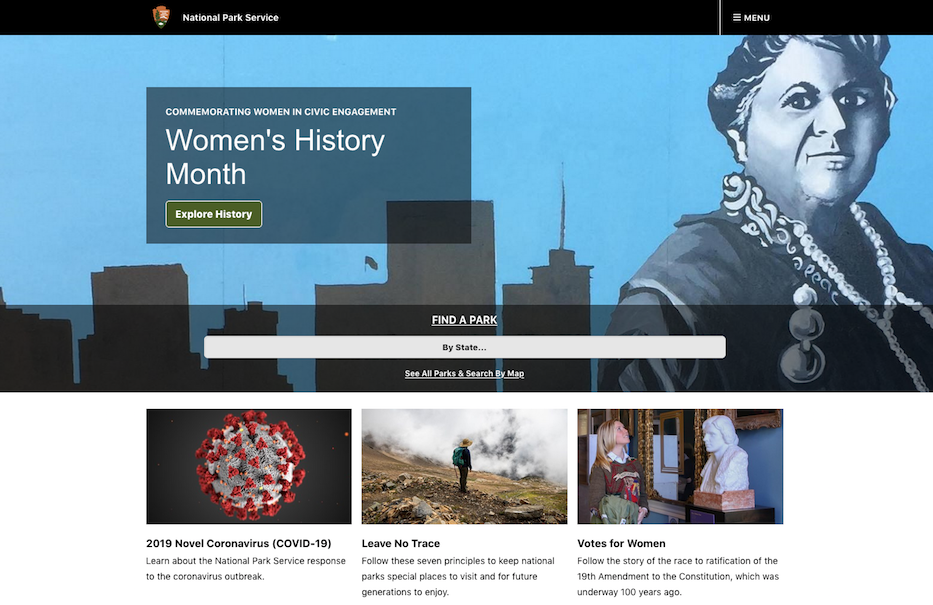 National Park Service
☰ MENU
COMMEMORATING WOMEN IN CIVIC ENGAGEMENT
Women's History
Month
Explore History
FIND A PARK
By State...
See All Parks & Search By Map
2019 Novel Coronavirus (COVID-19)
Learn about the National Park Service response
to the coronavirus outbreak.
Leave No Trace
Follow these seven principles to keep national
parks special places to visit and for future
generations to enjoy.
Votes for Women
Follow the story of the race to ratification of the
19th Amendment to the Constitution, which was
underway 100 years ago.